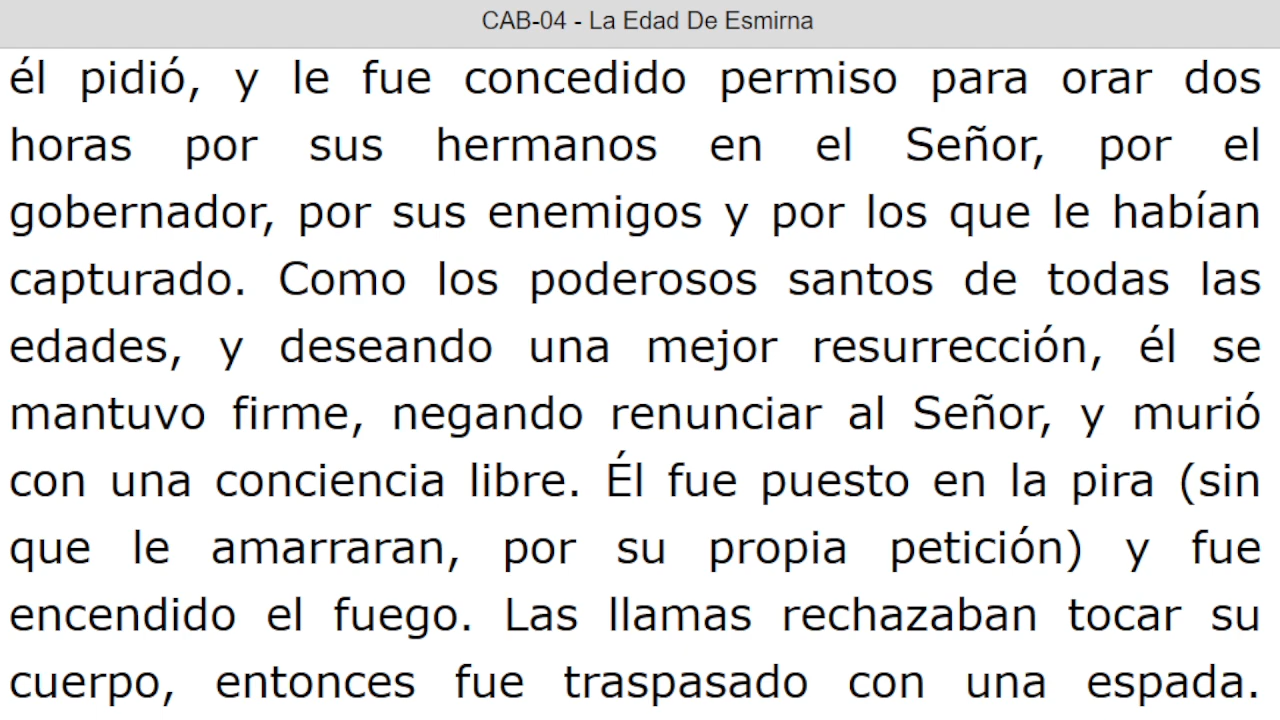 CAB-04 - La Edad De Esmirna
él pidió, y le fue concedido permiso para orar dos
horas por sus hermanos en el Señor, por el
gobernador, por sus enemigos y por los que le habían
capturado. Como los poderosos santos de todas las
edades, y deseando una mejor resurrección, él se
mantuvo firme, negando renunciar al Señor, y murió
con una conciencia libre. Él fue puesto en la pira (sin
que le amarraran, por su propia petición) y fue
encendido el fuego. Las llamas rechazaban tocar su
cuerpo, entonces fue traspasado con una espada.